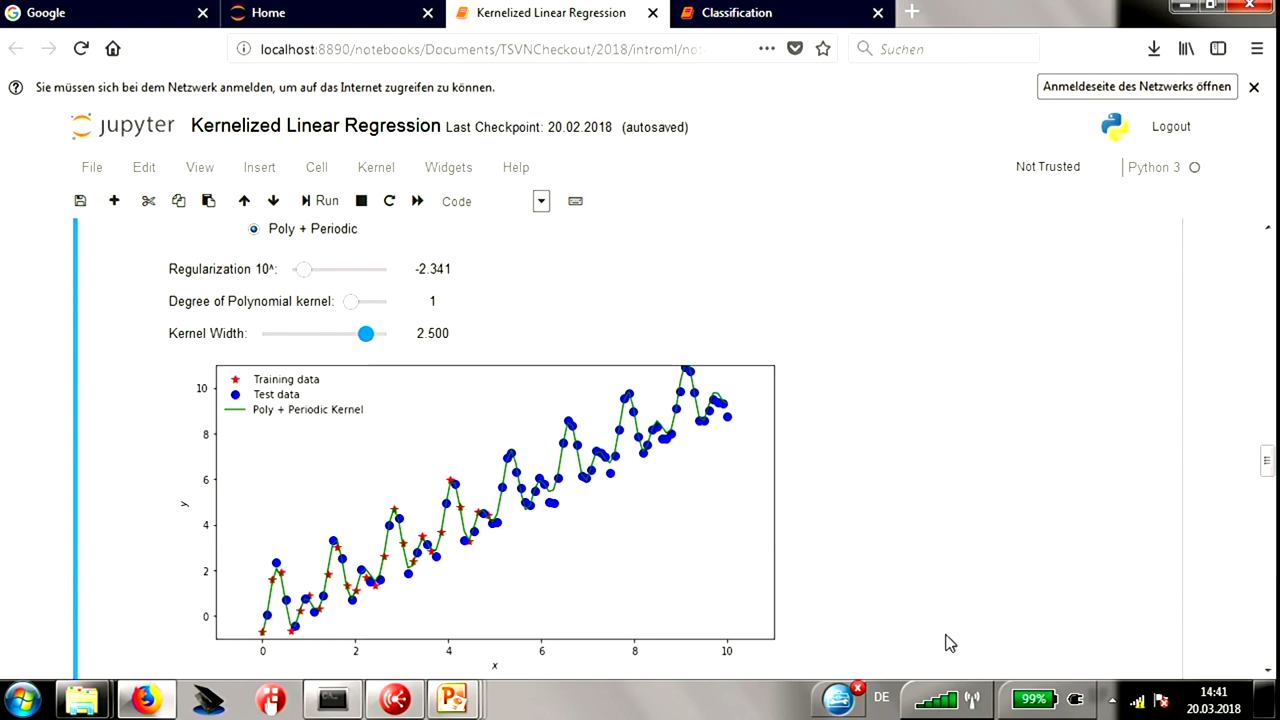 Google
Home
Kernelized Linear Regression
Classification
localhost:8890/notebooks/Documents/TSVNCheckout/2018/introml/not
Suchen
Sie müssen sich bei dem Netzwerk anmelden, um auf das Internet zugreifen zu können.
Anmeldeseite des Netzwerks öffnen
jupyter
Kernelized Linear Regression Last Checkpoint: 20.02.2018 (autosaved)
Logout
File Edit View Insert Cell Kernel Widgets Help
Not Trusted
Python 3
Run
Code
Poly + Periodic
Regularization 10^: -2.341
Degree of Polynomial kernel: 1
Kernel Width: 2.500
Training data
Test data
Poly + Periodic Kernel
10
8
6
4
2
0
y
0 2 4 6 8 10
x
DE
99%
14:41
20.03.2018